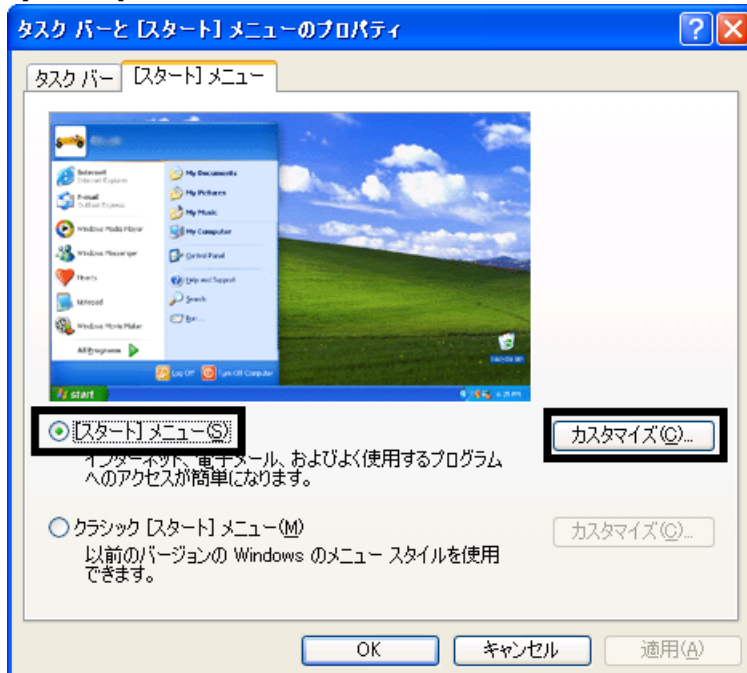 タスク バーと [スタート] メニューのプロパティ
タスク バー
[スタート] メニュー
Internet
Internet Explorer
E-mail
Outlook Express
Windows Media Player
Windows Messenger
Hearts
Notepad
Windows Movie Maker
All Programs
My Documents
My Pictures
My Music
My Computer
Control Panel
Help and Support
Search
Run...
Log Off
Turn Off Computer
start
[スタート] メニュー(S)
カスタマイズ(C)...
インターネット、電子メール、およびよく使用するプログラム
へのアクセスが簡単になります。
クラシック [スタート] メニュー(M)
カスタマイズ(C)...
以前のバージョンの Windows のメニュー スタイルを使用
できます。
OK
キャンセル
適用(A)